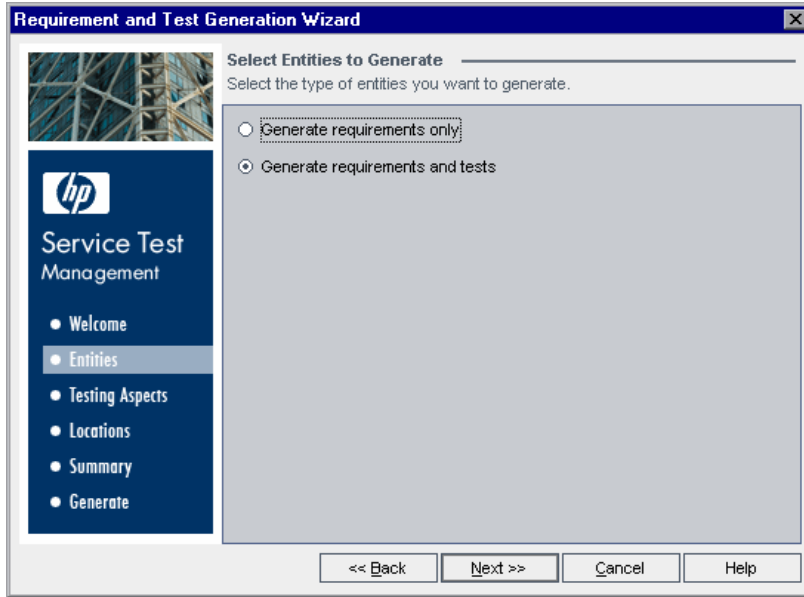 Requirement and Test Generation Wizard
Select Entities to Generate
Select the type of entities you want to generate.
Generate requirements only
Generate requirements and tests
hp
Service Test
Management
Welcome
Entities
Testing Aspects
Locations
Summary
Generate
<< Back
Next >>
Cancel
Help